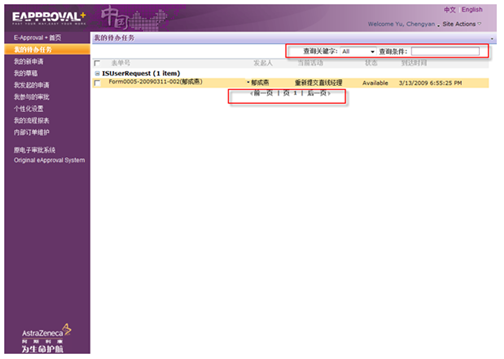 中文 | English
EAPPROVAL+
中国
Welcome Yu, Chengyan , Site Actions
E-Approval • 首页
我的待办任务
我的新申请
我的草稿
我发起的申请
我参与的审批
个性化设置
我的流程报表
内部订单维护
原电子审批系统
Original eApproval System
我的待办任务
查询关键字: All 查询条件:
表单号 发起人 当前活动 状态 到达时间
ISUserRequest (1 item)
Form0005-20090311-002(郁成燕) 郁成燕 重新提交直线经理 Available 3/13/2009 6:55:25 PM
‹前一页 | 页 1 | 后一页›
AstraZeneca
阿斯利康
为生命护航